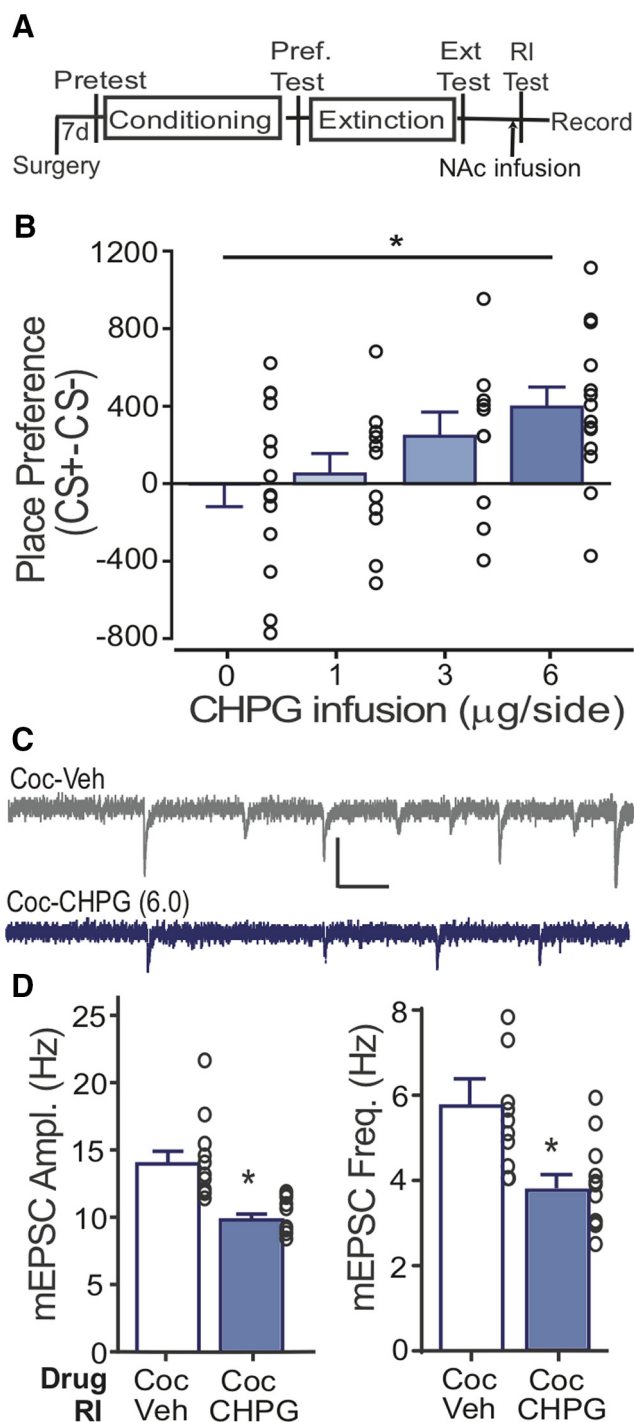 A
Pref. Ext RI
Pretest Test Test Test
7d Conditioning Extinction Record
Surgery NAc infusion
B
1200
800
400
0
-400
-800
Place Preference
(CS+-CS-)
*
0 1 3 6
CHPG infusion (µg/side)
C
Coc-Veh
Coc-CHPG (6.0)
D
mEPSC Ampl. (Hz)
25
20
15
10
5
0
*
mEPSC Freq. (Hz)
8
6
4
2
0
*
Drug Coc Coc Coc Coc
RI Veh CHPG Veh CHPG